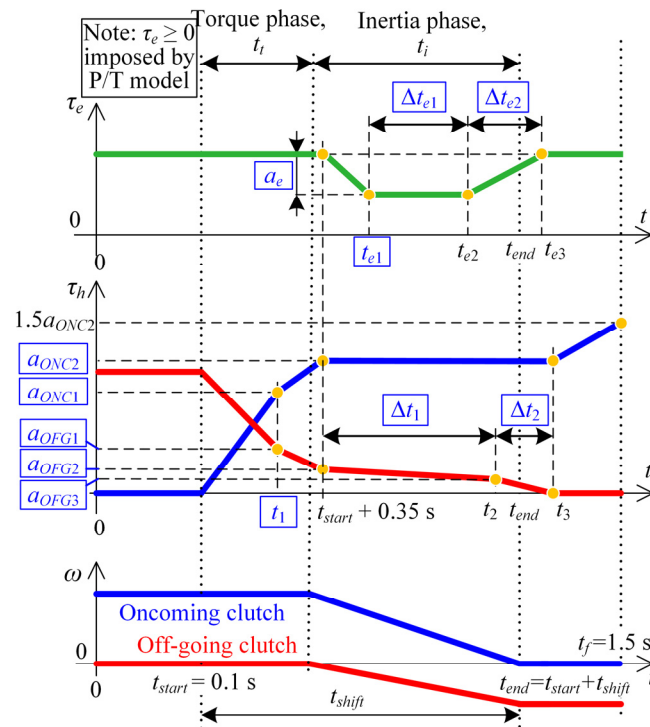 Note: τe ≥ 0
imposed by
P/T model
Torque phase,
tt
Inertia phase,
ti
τe
Δte1
Δte2
ae
0
t
0
te1
te2
tend
te3
τh
1.5aONC2
aONC2
aONC1
aOFG1
aOFG2
aOFG3
Δt1
Δt2
t
0
t1
tstart + 0.35 s
t2
tend
t3
ω
Oncoming clutch
Off-going clutch
tf=1.5 s
0
0
tstart = 0.1 s
tshift
tend=tstart + tshift